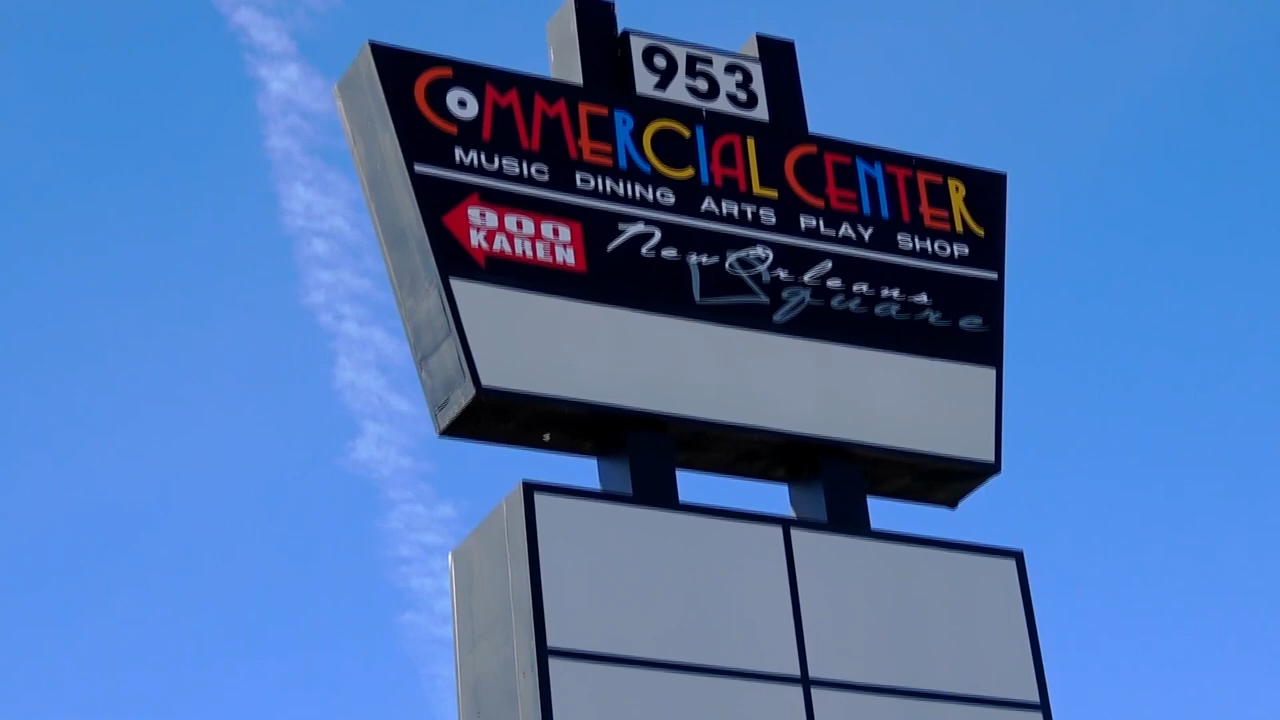 953
COMMERCIAL CENTER
MUSIC DINING ARTS PLAY SHOP
900
KAREN
New Orleans
Square